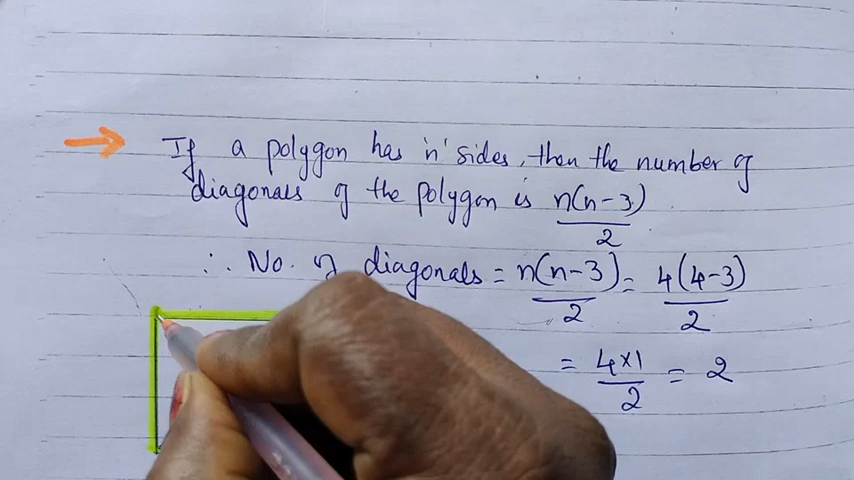 If a polygon has 'n' sides, then the number of
diagonals of the polygon is n(n-3)/2
∴ No. of diagonals = n(n-3)/2 = 4(4-3)/2
= 4×1/2 = 2